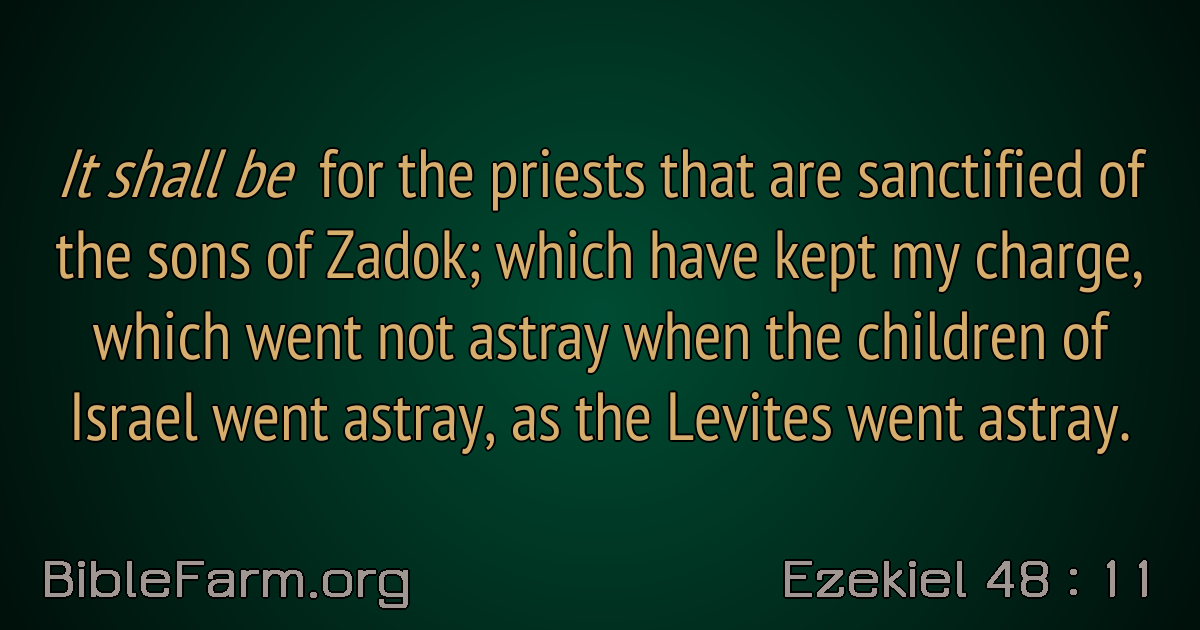 It shall be for the priests that are sanctified of
the sons of Zadok; which have kept my charge,
which went not astray when the children of
Israel went astray, as the Levites went astray.
BibleFarm.org
Ezekiel 48 : 11